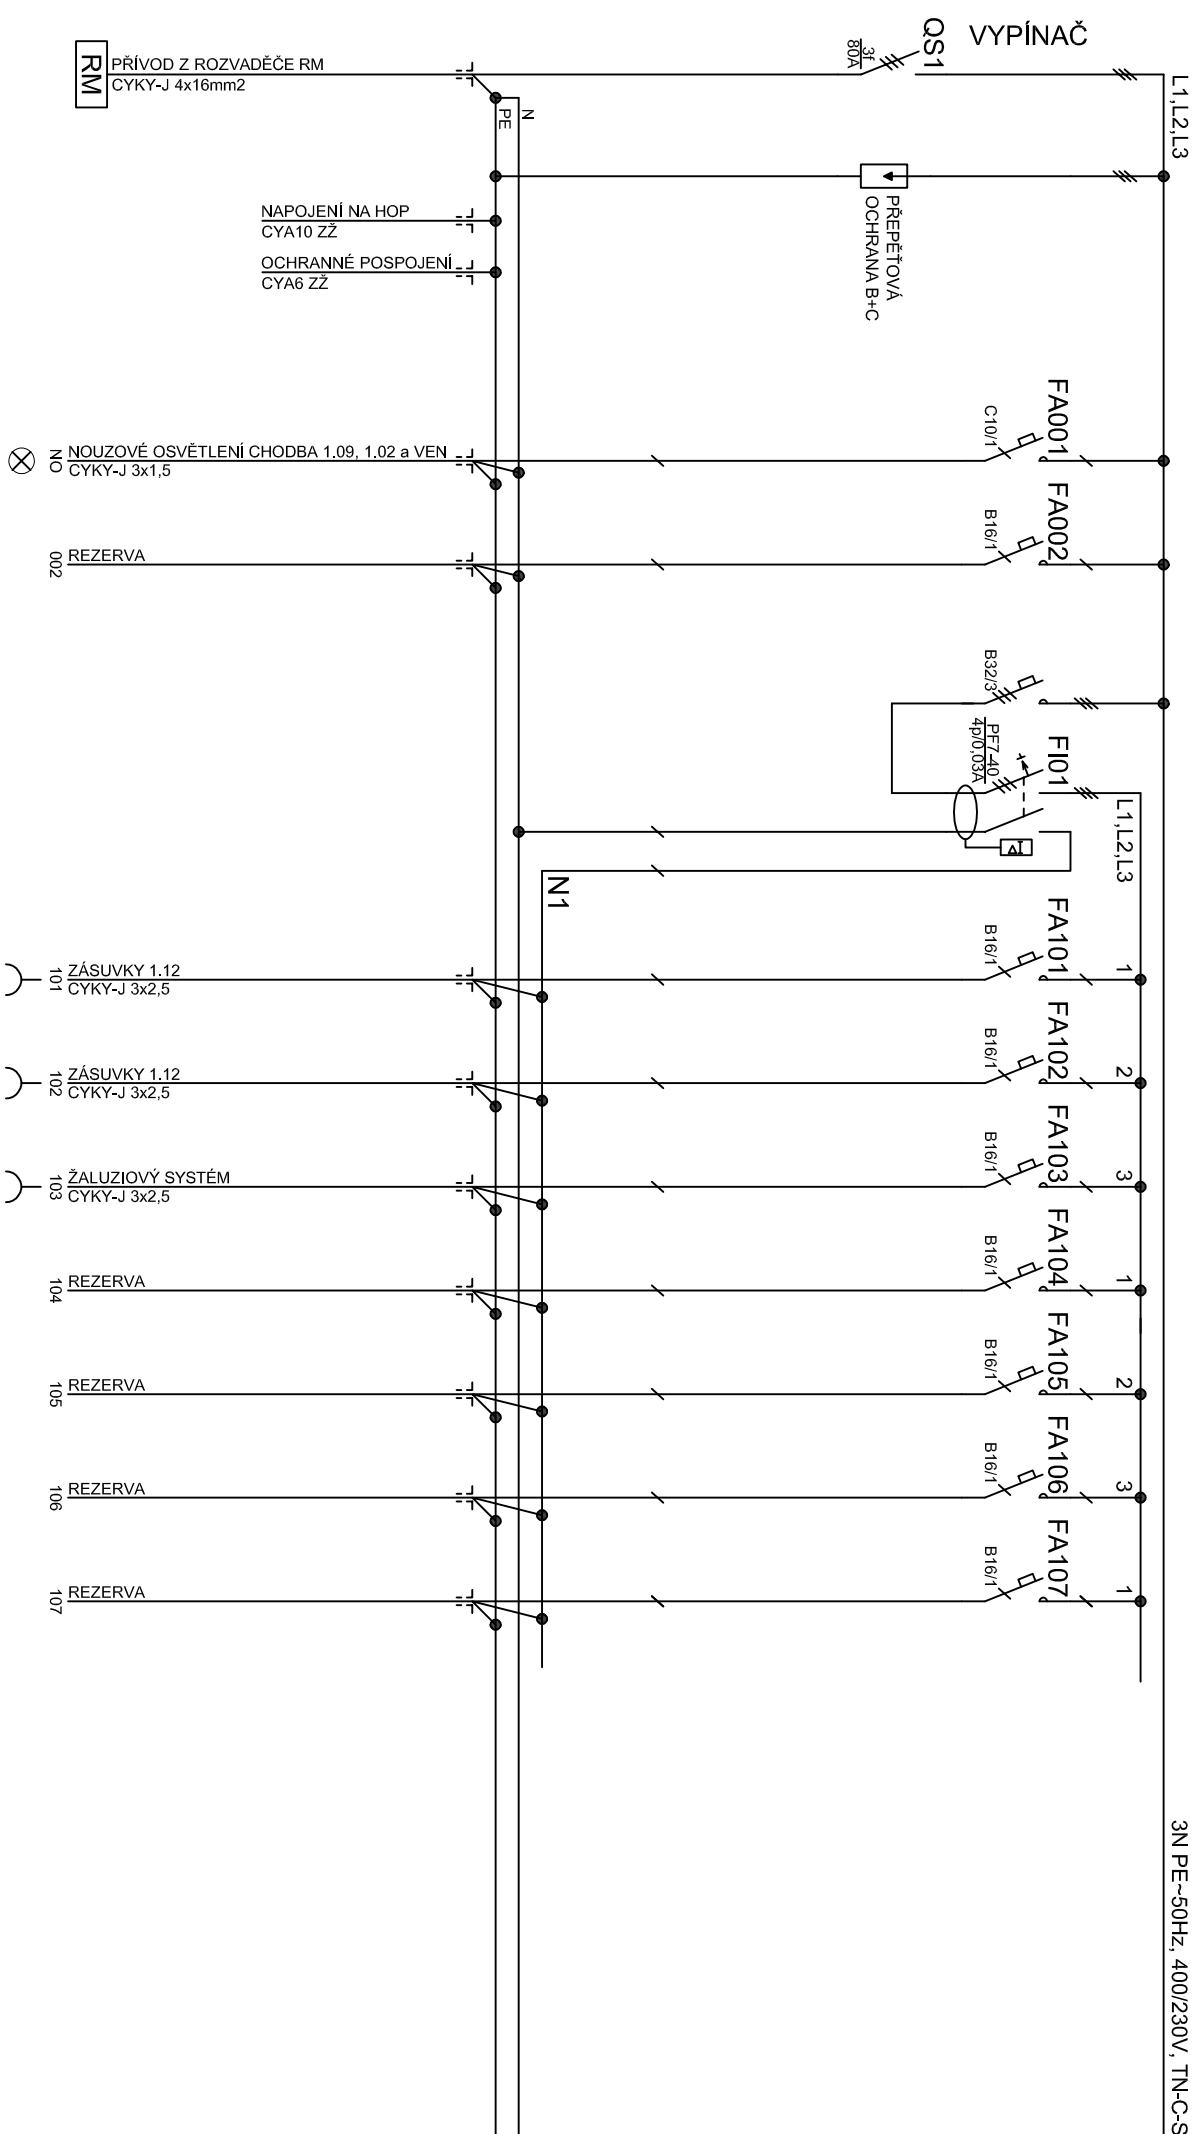 VYPÍNAČ
QS1
3f
80A
L1,L2,L3
RM
PŘÍVOD Z ROZVADĚČE RM
CYKY-J 4x16mm2
N
PE
PŘEPĚŤOVÁ
OCHRANA B+C
NAPOJENÍ NA HOP
CYA10 ZŽ
OCHRANNÉ POSPOJENÍ
CYA6 ZŽ
FA001
C10/1
NOUZOVÉ OSVĚTLENÍ CHODBA 1.09, 1.02 a VEN
CYKY-J 3x1,5
NO
FA002
B16/1
REZERVA
002
B32/3
FI01
PF7-40
4p/0,03A
ΔI
L1,L2,L3
N1
FA101
B16/1
1
ZÁSUVKY 1.12
CYKY-J 3x2,5
101
FA102
B16/1
2
ZÁSUVKY 1.12
CYKY-J 3x2,5
102
FA103
B16/1
3
ŽALUZIOVÝ SYSTÉM
CYKY-J 3x2,5
103
FA104
B16/1
1
REZERVA
104
FA105
B16/1
2
REZERVA
105
FA106
B16/1
3
REZERVA
106
FA107
B16/1
1
REZERVA
107
3N PE~50Hz, 400/230V, TN-C-S